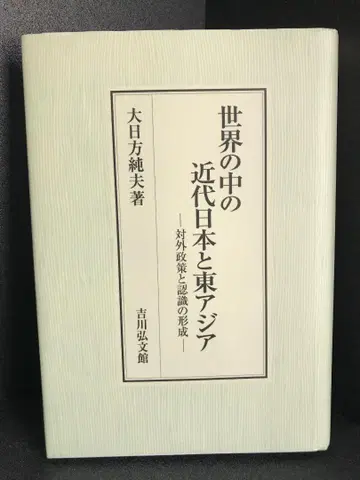 世界の中の
近代日本と東アジア
―対外政策と認識の形成―
大日方純夫著
吉川弘文館